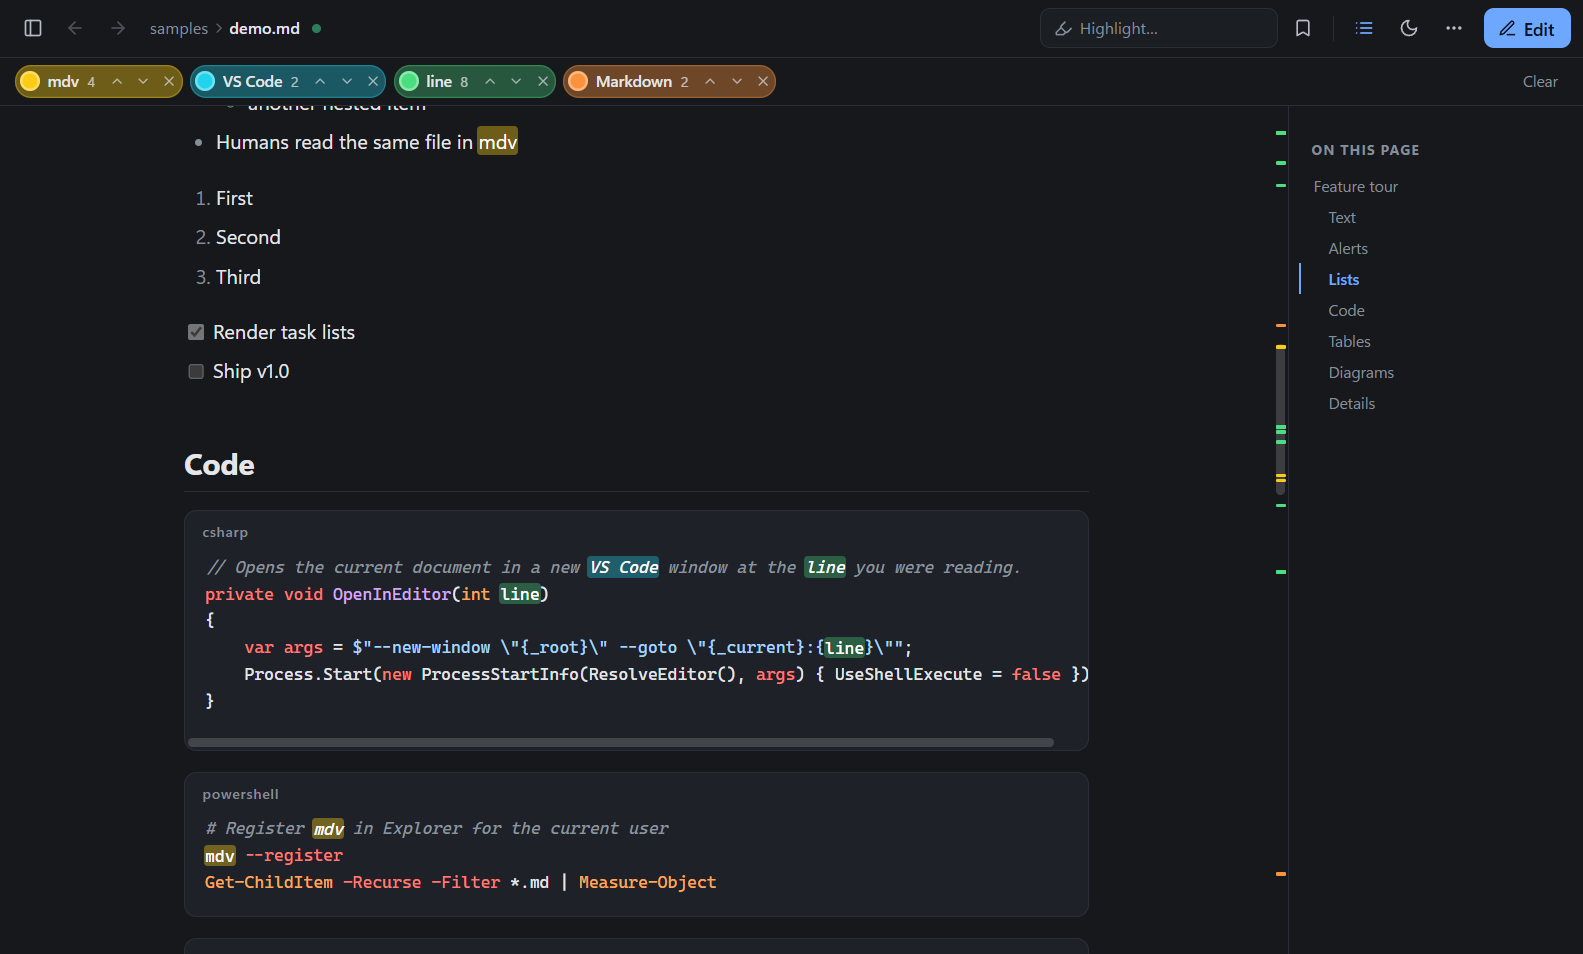 samples > demo.md
Highlight...
Edit
mdv 4
VS Code 2
line 8
Markdown 2
Clear
another nested item
Humans read the same file in mdv
1. First
2. Second
3. Third
Render task lists
Ship v1.0
Code
csharp
// Opens the current document in a new VS Code window at the line you were reading.
private void OpenInEditor(int line)
{
    var args = $"--new-window \"{_root}\" --goto \"{_current}:{line}\"";
    Process.Start(new ProcessStartInfo(ResolveEditor(), args) { UseShellExecute = false })
}
powershell
# Register mdv in Explorer for the current user
mdv --register
Get-ChildItem -Recurse -Filter *.md | Measure-Object
ON THIS PAGE
Feature tour
Text
Alerts
Lists
Code
Tables
Diagrams
Details